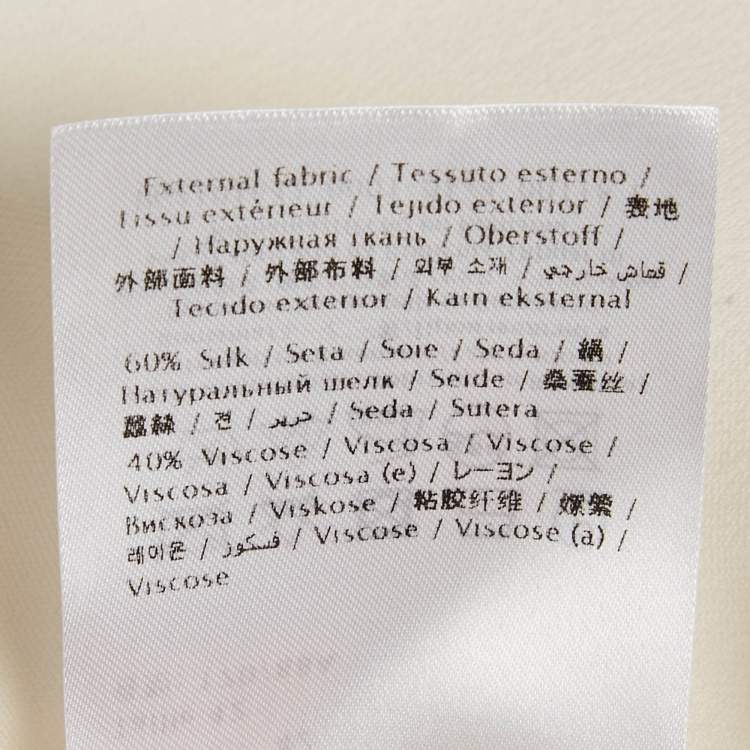 External fabric / Tessuto esterno /
Tissu extérieur / Tejido exterior / 表地
/ Наружная ткань / Oberstoff /
外部面料 / 外部布料 / 외부 소재 / قماش خارجي /
Tecido exterior / Kain eksternal
60% Silk / Seta / Soie / Seda / 絹 /
Натуральный шелк / Seide / 桑蚕丝 /
蠶絲 / 견 / حرير / Seda / Sutera
40% Viscose / Viscosa / Viscose /
Viscosa / Viscosa (e) / レーヨン /
Вискоза / Viskose / 粘胶纤维 / 嫘縈 /
레이온 / فسكوز / Viscose / Viscose (a) /
Viscose